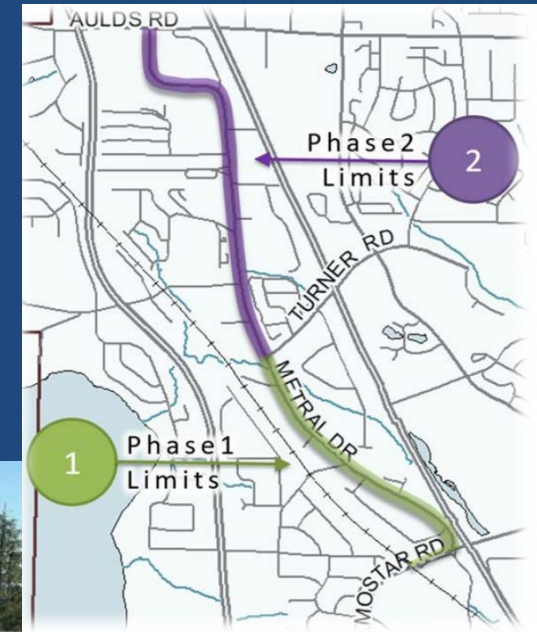 AULDS RD
Phase2
Limits
2
TURNER RD
METRAL DR
1
Phase1
Limits
MOSTAR RD